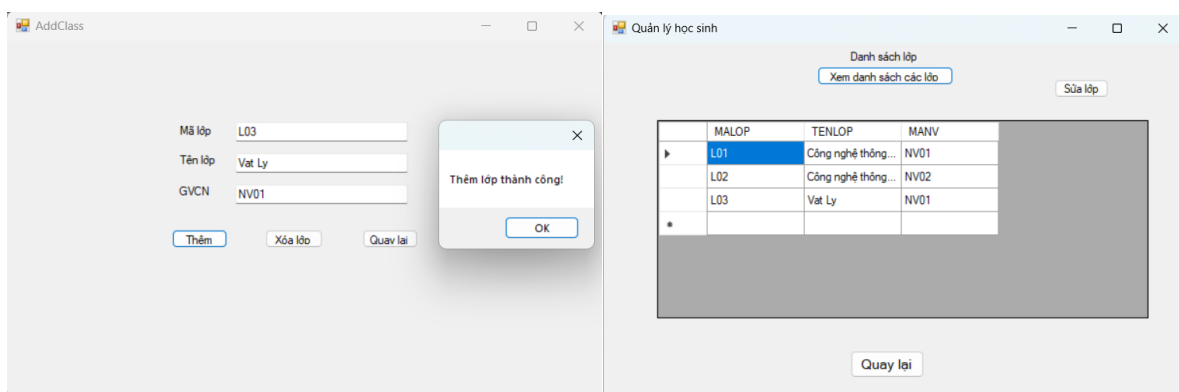 AddClass
Mã lớp L03
Tên lớp Vat Ly
GVCN NV01
Thêm Xóa lớp Quay lại
Thêm lớp thành công!
OK
Quản lý học sinh
Danh sách lớp
Xem danh sách các lớp
Sửa lớp
MALOP TENLOP MANV
L01 Công nghệ thông... NV01
L02 Công nghệ thông... NV02
L03 Vat Ly NV01
Quay lại